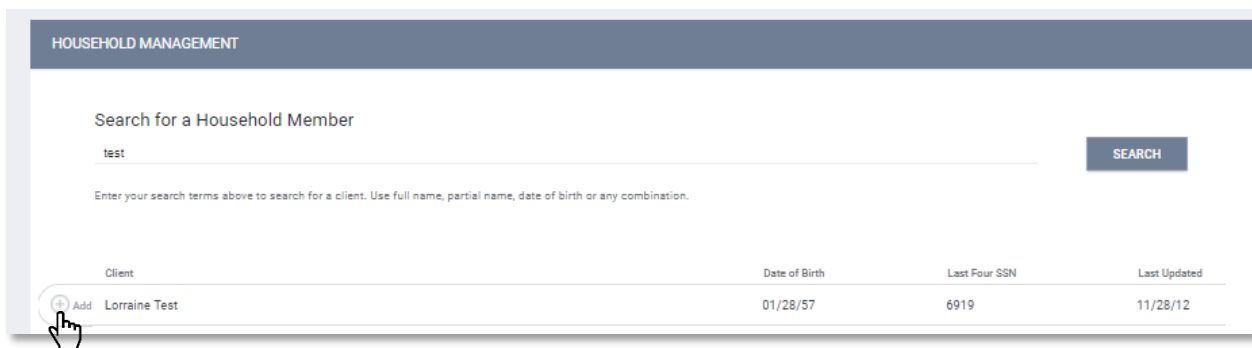 HOUSEHOLD MANAGEMENT
Search for a Household Member
test
SEARCH
Enter your search terms above to search for a client. Use full name, partial name, date of birth or any combination.
Client Date of Birth Last Four SSN Last Updated
Add Lorraine Test 01/28/57 6919 11/28/12